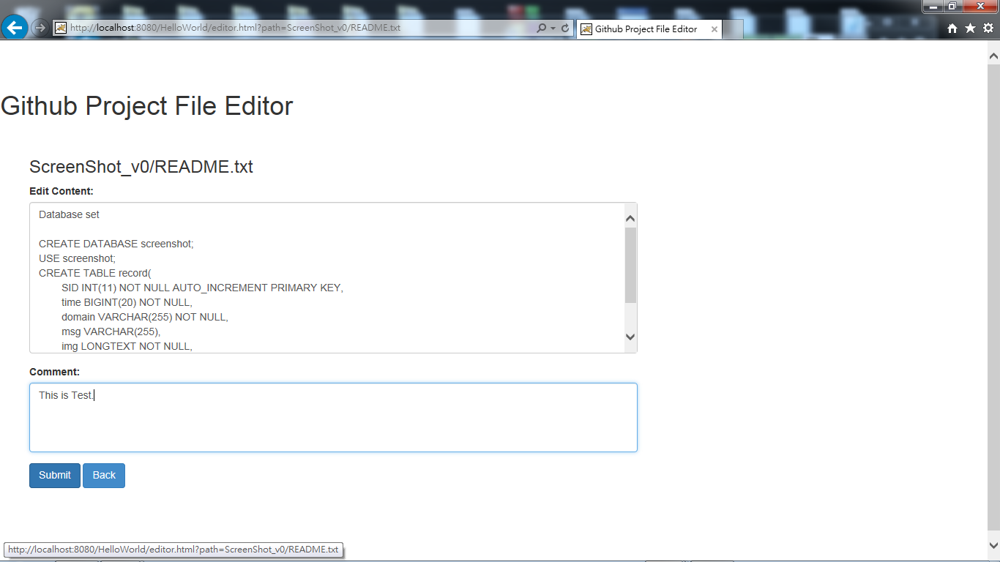 http://localhost:8080/HelloWorld/editor.html?path=ScreenShot_v0/README.txt
Github Project File Editor
Github Project File Editor
ScreenShot_v0/README.txt
Edit Content:
Database set
CREATE DATABASE screenshot;
USE screenshot;
CREATE TABLE record(
SID INT(11) NOT NULL AUTO_INCREMENT PRIMARY KEY,
time BIGINT(20) NOT NULL,
domain VARCHAR(255) NOT NULL,
msg VARCHAR(255),
img LONGTEXT NOT NULL,
Comment:
This is Test.
Submit Back
http://localhost:8080/HelloWorld/editor.html?path=ScreenShot_v0/README.txt